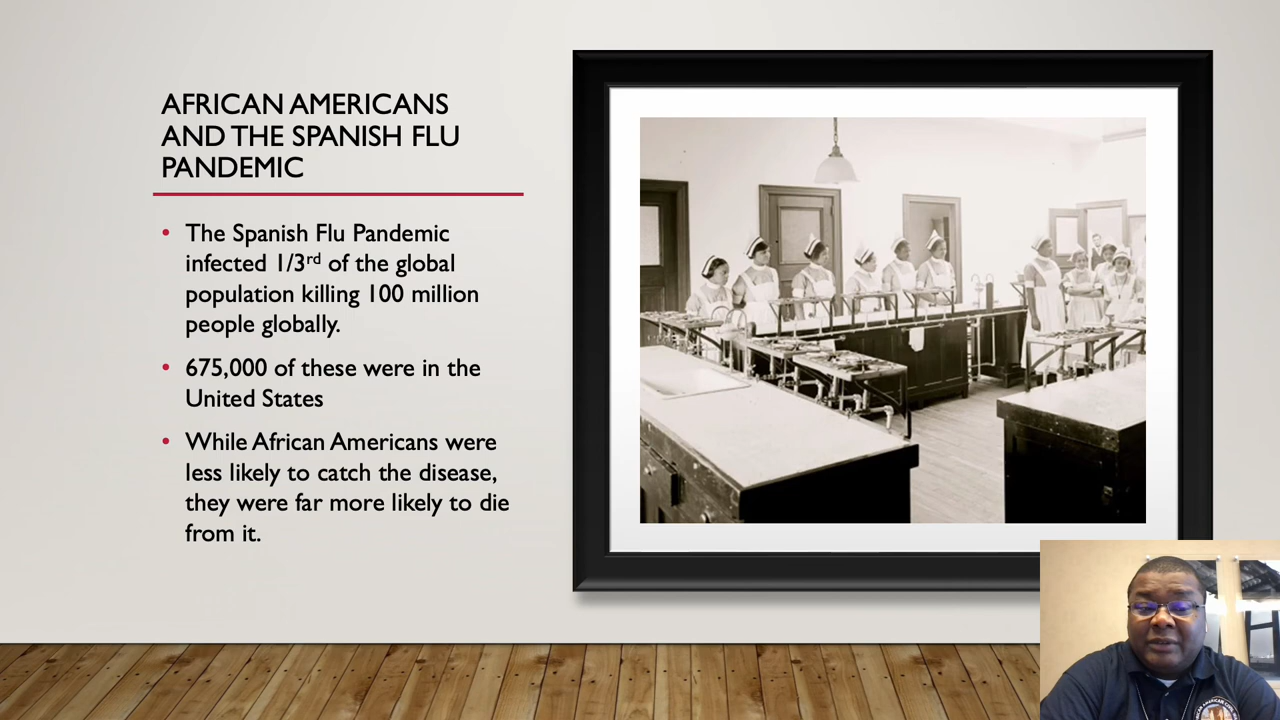 AFRICAN AMERICANS
AND THE SPANISH FLU
PANDEMIC
• The Spanish Flu Pandemic
infected 1/3rd of the global
population killing 100 million
people globally.
• 675,000 of these were in the
United States
• While African Americans were
less likely to catch the disease,
they were far more likely to die
from it.